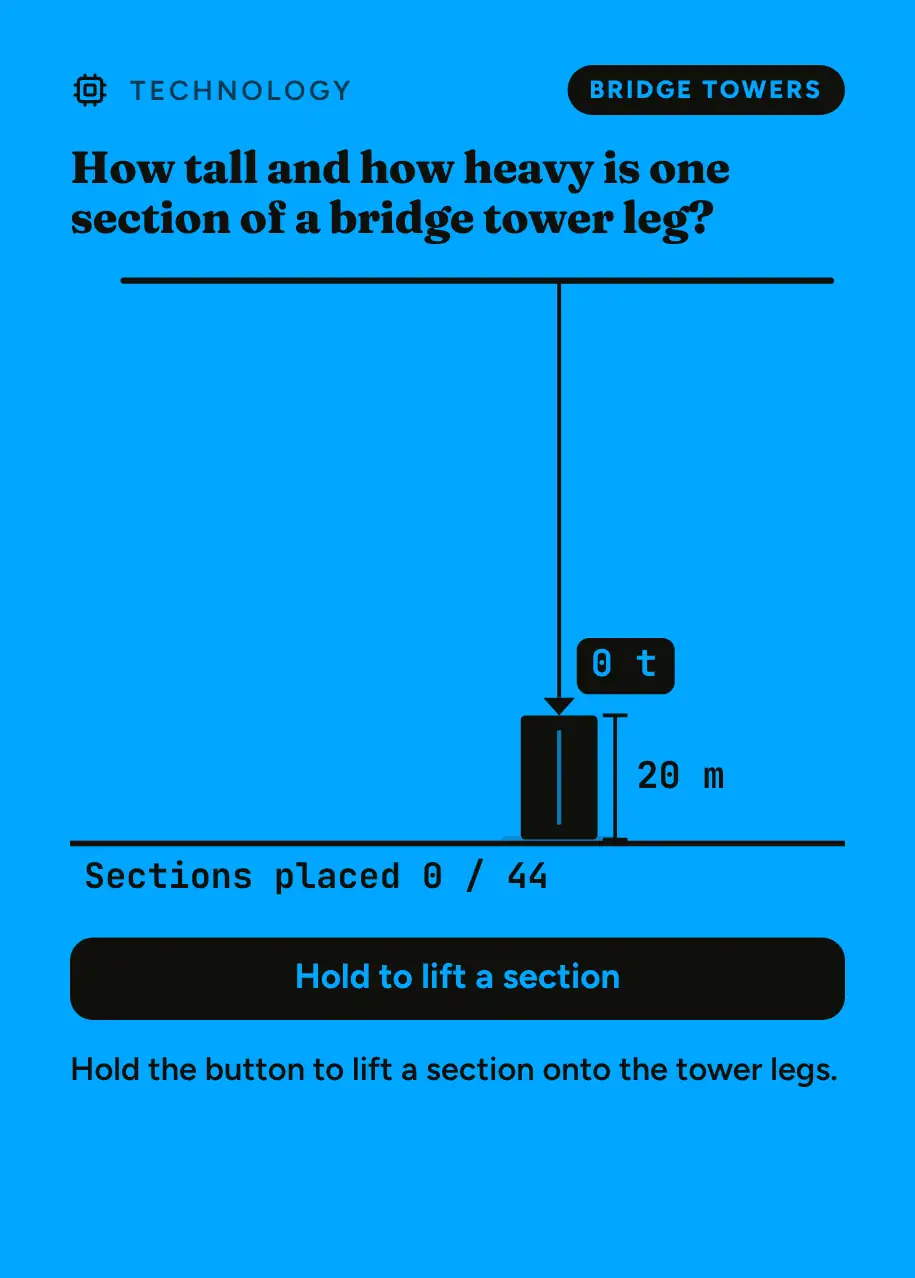 TECHNOLOGY
BRIDGE TOWERS
How tall and how heavy is one
section of a bridge tower leg?
0 t
20 m
Sections placed 0 / 44
Hold to lift a section
Hold the button to lift a section onto the tower legs.